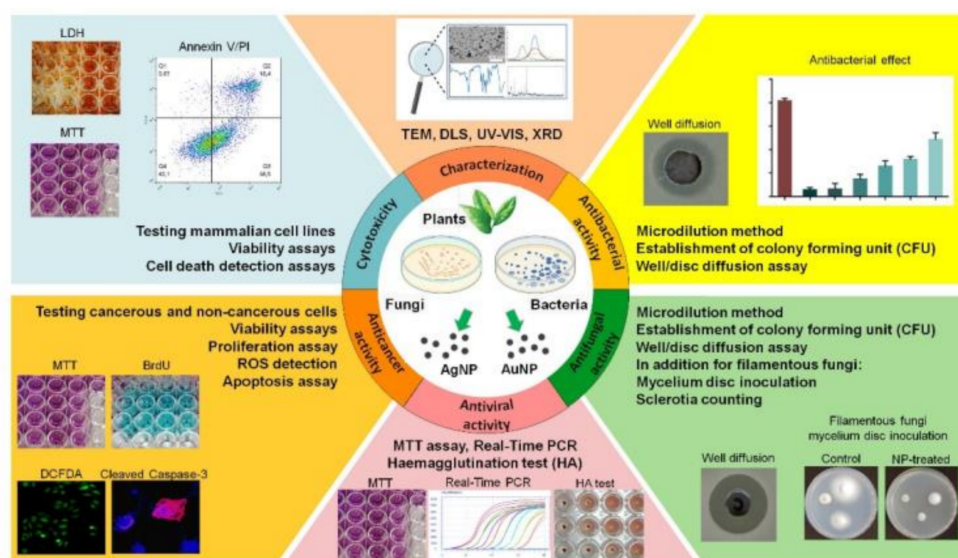 LDH
Annexin V/PI
Q1
Q2
MTT
Q4
Q3
Testing mammalian cell lines
Viability assays
Cell death detection assays
TEM, DLS, UV-VIS, XRD
Antibacterial effect
Well diffusion
Microdilution method
Establishment of colony forming unit (CFU)
Well/disc diffusion assay
Characterization
Cytotoxicity
Antibacterial activity
Anticancer activity
Antifungal activity
Antiviral activity
Plants
Fungi
Bacteria
AgNP
AuNP
Testing cancerous and non-cancerous cells
Viability assays
Proliferation assay
ROS detection
Apoptosis assay
MTT
BrdU
DCFDA
Cleaved Caspase-3
MTT assay, Real-Time PCR
Haemagglutination test (HA)
MTT
Real-Time PCR
HA test
Microdilution method
Establishment of colony forming unit (CFU)
Well/disc diffusion assay
In addition for filamentous fungi:
Mycelium disc inoculation
Sclerotia counting
Filamentous fungi
mycelium disc inoculation
Well diffusion
Control
NP-treated